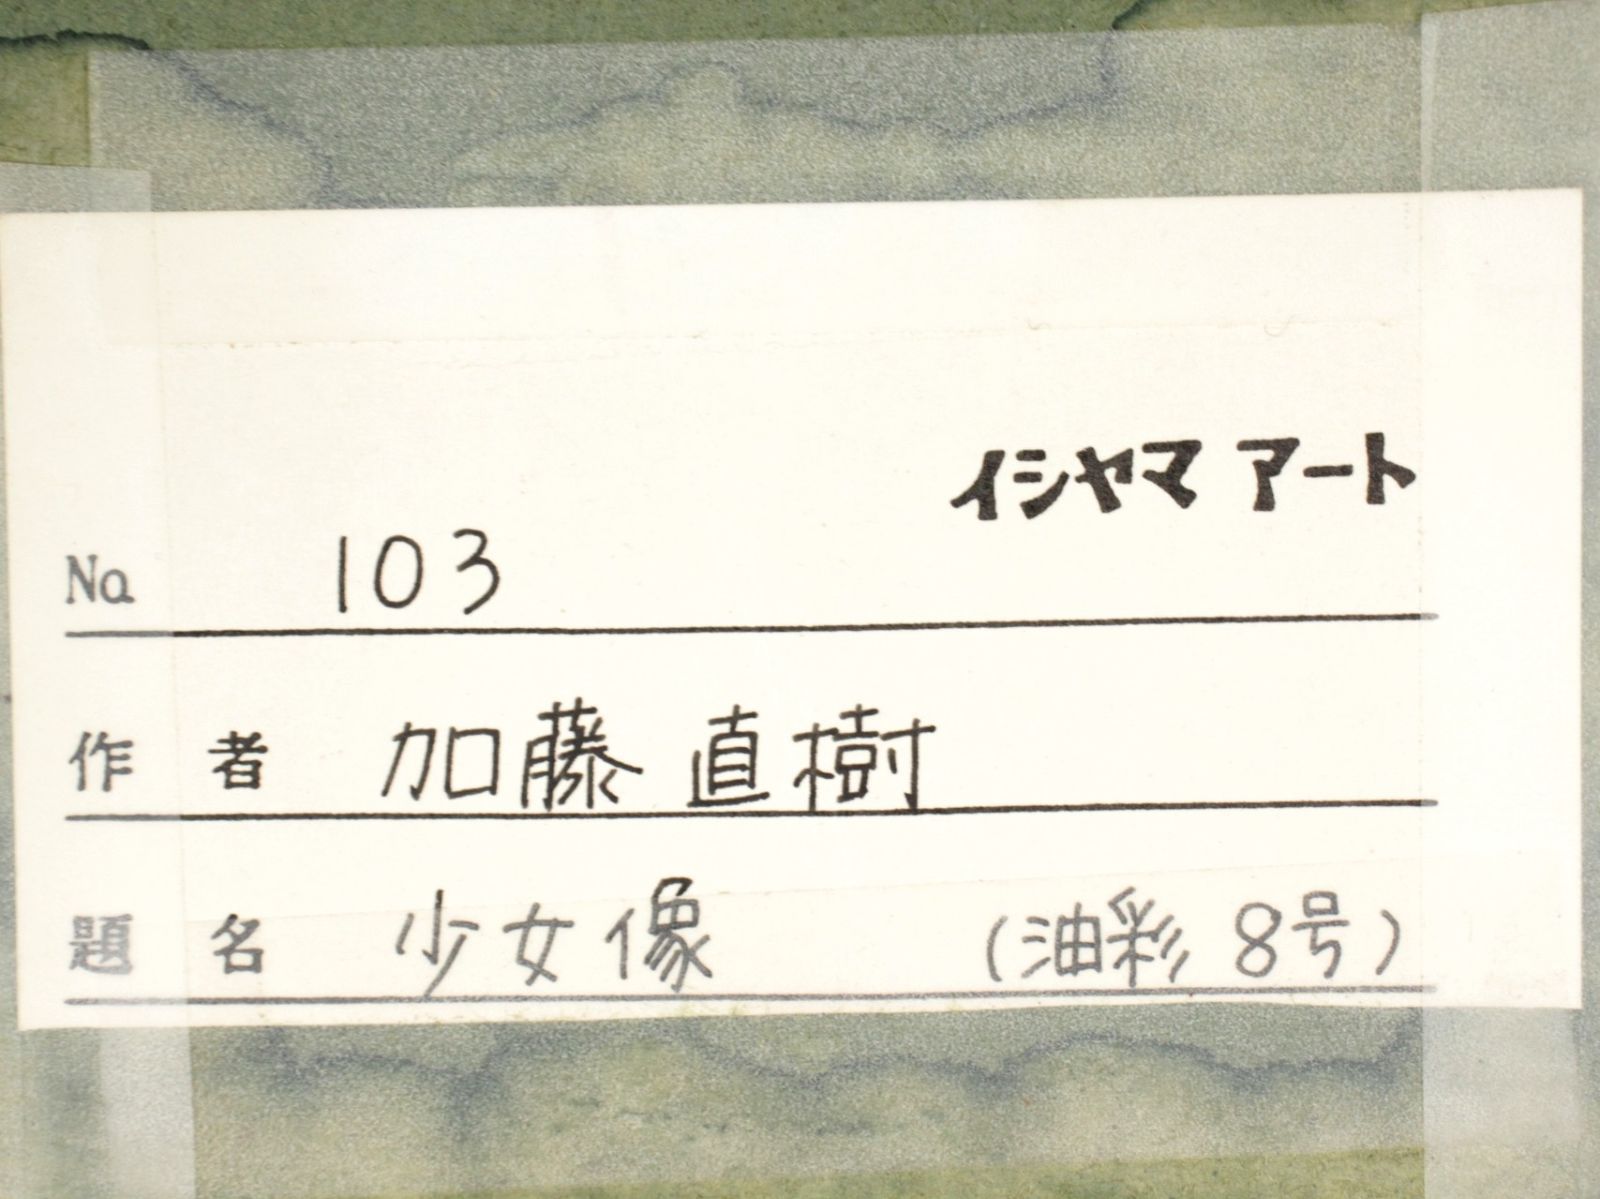 イシヤマ アート
№ 103
作者 加藤直樹
題名 少女像 (油彩 8号)